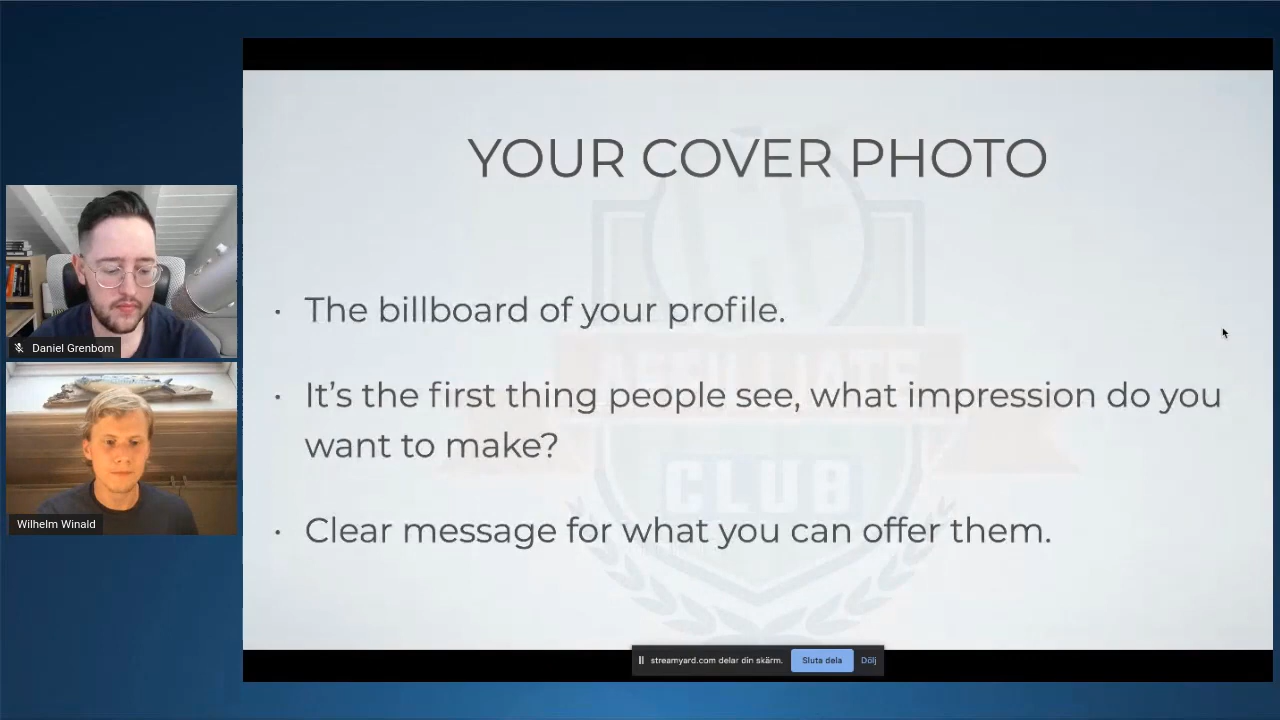 YOUR COVER PHOTO
· The billboard of your profile.
· It's the first thing people see, what impression do you
want to make?
· Clear message for what you can offer them.
AFFILIATE
CLUB
Daniel Grenbom
Wilhelm Winald
streamyard.com delar din skärm. Sluta dela Dölj